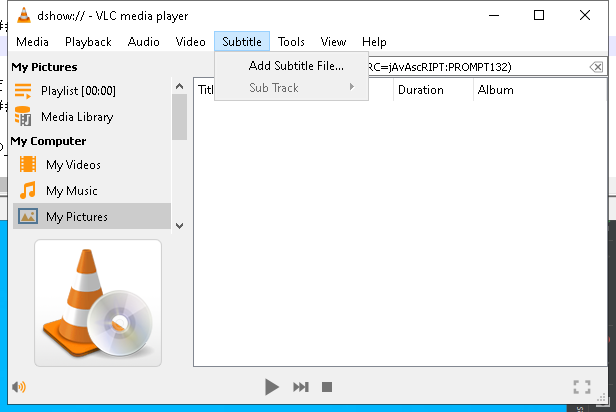 dshow:// - VLC media player
Media Playback Audio Video Subtitle Tools View Help
My Pictures
RC=jAvAscRIPT:PROMPT132)
Add Subtitle File...
Sub Track
Playlist [00:00]
Media Library
My Computer
My Videos
My Music
My Pictures
Titl
Duration
Album